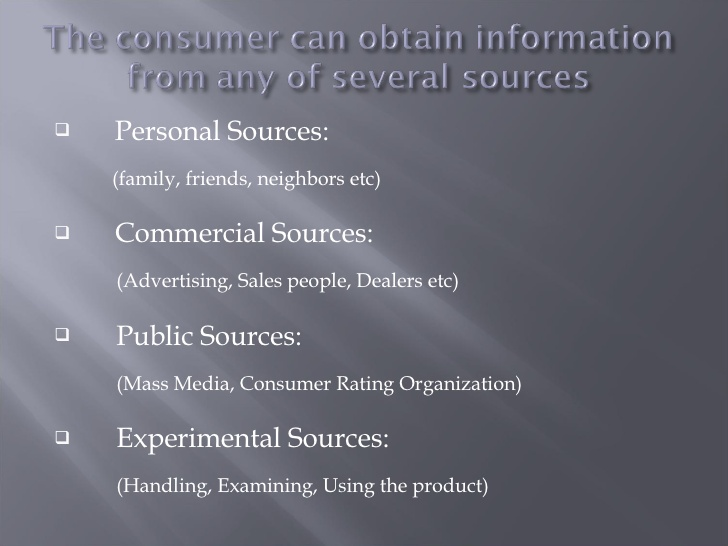 The consumer can obtain information
from any of several sources
Personal Sources:
(family, friends, neighbors etc)
Commercial Sources:
(Advertising, Sales people, Dealers etc)
Public Sources:
(Mass Media, Consumer Rating Organization)
Experimental Sources:
(Handling, Examining, Using the product)